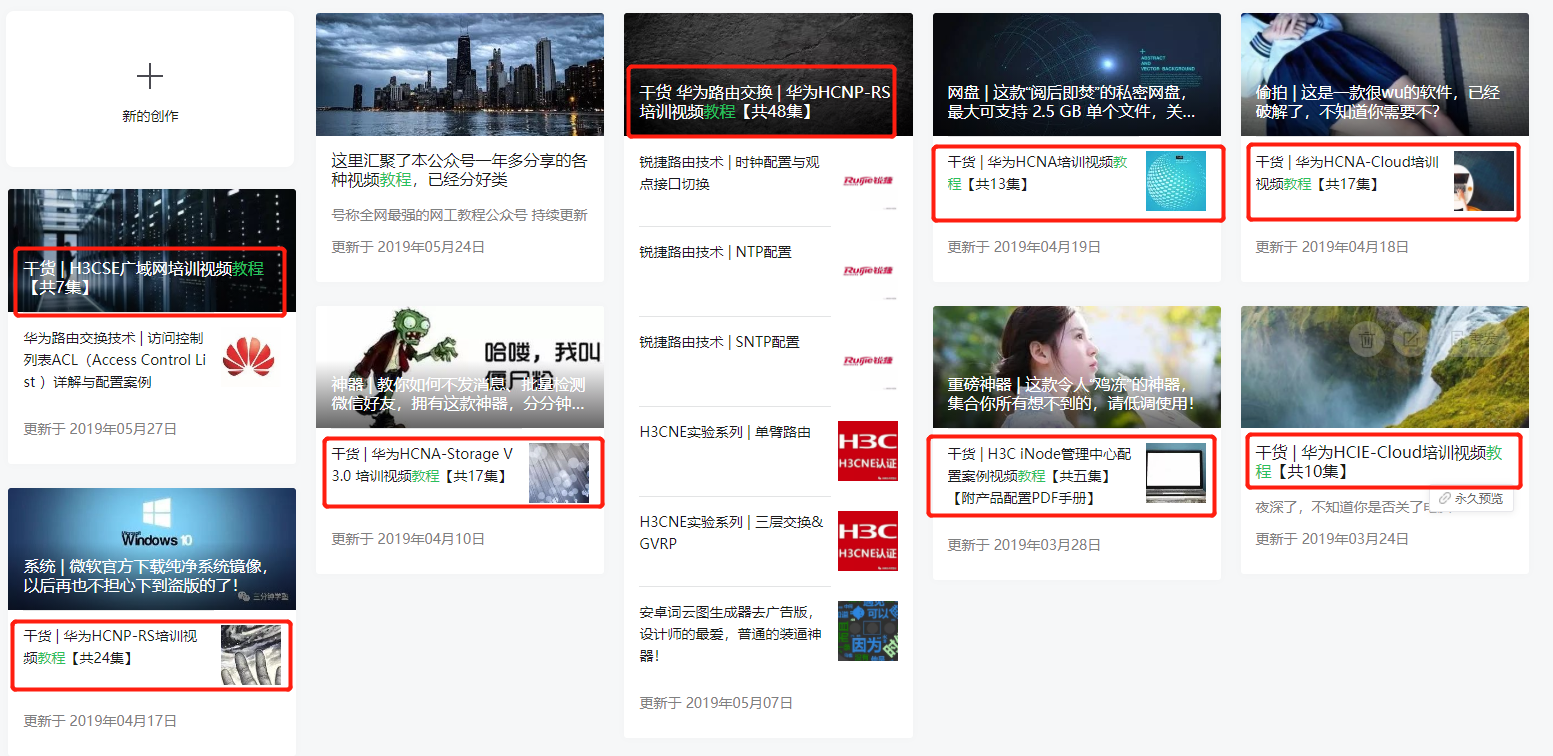 新的创作
干货 | H3CSE广域网培训视频教程
【共7集】
华为路由交换技术 | 访问控制
列表ACL（Access Control Li
st ）详解与配置案例
更新于 2019年05月27日
Windows 10
系统 | 微软官方下载纯净系统镜像，
以后再也不担心下到盗版的了！
三分钟学堂
干货 | 华为HCNP-RS培训视
频教程【共24集】
更新于 2019年04月17日
这里汇聚了本公众号一年多分享的各
种视频教程，已经分好类
号称全网最强的网工教程公众号 持续更新
更新于 2019年05月24日
哈喽，我叫
僵尸粉
神器 | 教你如何不发消息、批量检测
微信好友，拥有这款神器，分分钟...
干货 | 华为HCNA-Storage V
3.0 培训视频教程【共17集】
更新于 2019年04月10日
干货 华为路由交换 | 华为HCNP-RS
培训视频教程【共48集】
锐捷路由技术 | 时钟配置与观
点接口切换
Ruijie锐捷
锐捷路由技术 | NTP配置
Ruijie锐捷
锐捷路由技术 | SNTP配置
Ruijie锐捷
H3CNE实验系列 | 单臂路由
H3C
H3CNE认证
H3CNE实验系列 | 三层交换&
GVRP
H3C
H3CNE认证
安卓词云图生成器去广告版，
设计师的最爱，普通的装逼神
器！
可以
因为
更新于 2019年05月07日
ABSTRACT
AND
VECTOR BACKGROUND
网盘 | 这款“阅后即焚”的私密网盘，
最大可支持 2.5 GB 单个文件，关...
干货 | 华为HCNA培训视频教
程【共13集】
更新于 2019年04月19日
重磅神器 | 这款令人“鸡冻”的神器，
集合你所有想不到的，请低调使用！
干货 | H3C iNode管理中心配
置案例视频教程【共五集】
【附产品配置PDF手册】
更新于 2019年03月28日
偷拍 | 这是一款很wu的软件，已经
破解了，不知道你需要不？
干货 | 华为HCNA-Cloud培训
视频教程【共17集】
更新于 2019年04月18日
干货 | 华为HCIE-Cloud培训视频教
程【共10集】
永久预览
夜深了，不知道你是否关了电
更新于 2019年03月24日